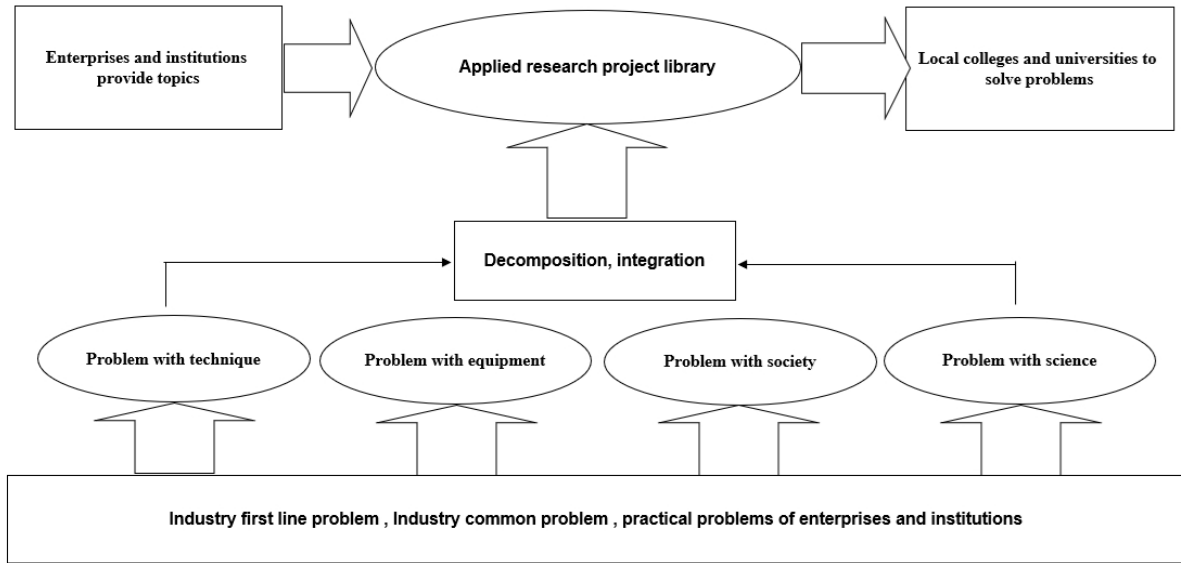 Enterprises and institutions
provide topics
Applied research project library
Local colleges and universities to
solve problems
Decomposition, integration
Problem with technique
Problem with equipment
Problem with society
Problem with science
Industry first line problem , Industry common problem , practical problems of enterprises and institutions